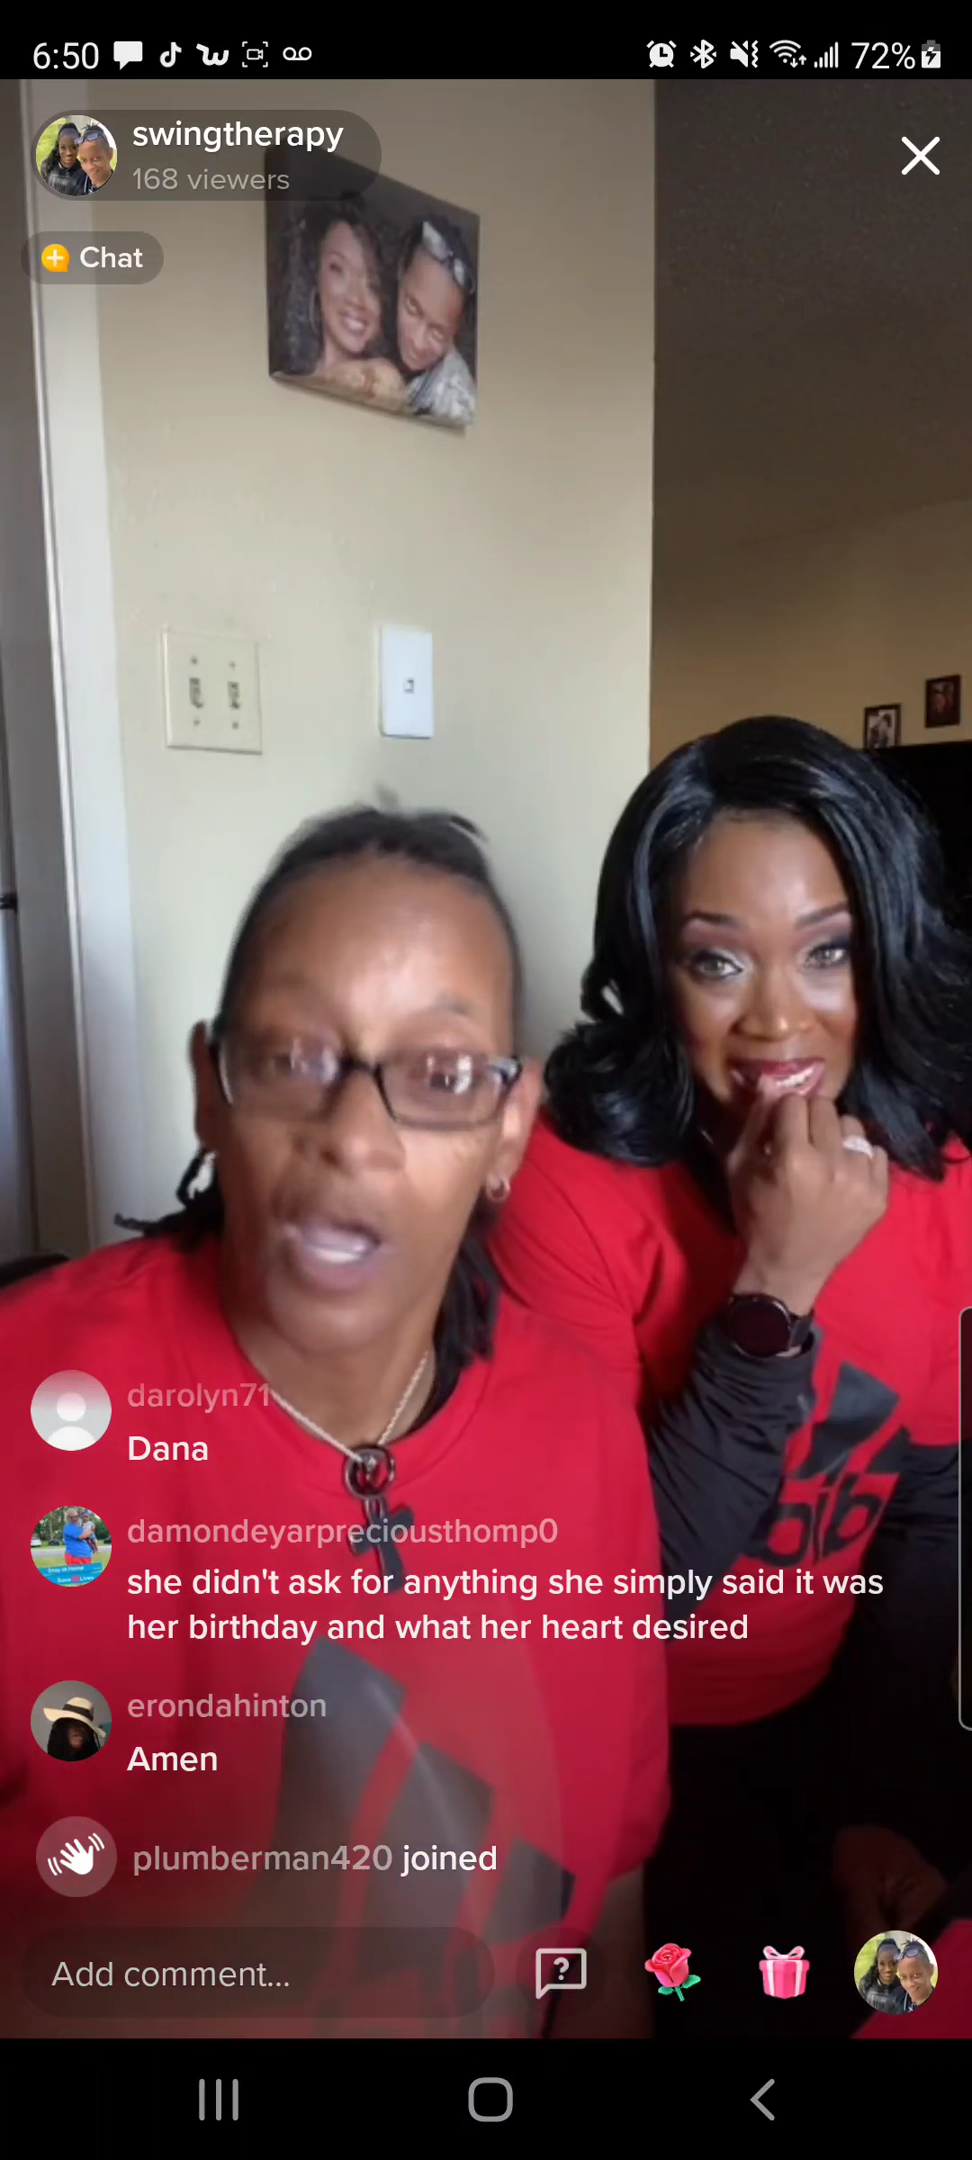 6:50
72%
swingtherapy
168 viewers
Chat
darolyn71
Dana
damondeyarpreciousthomp0
she didn't ask for anything she simply said it was
her birthday and what her heart desired
erondahinton
Amen
plumberman420 joined
Add comment...